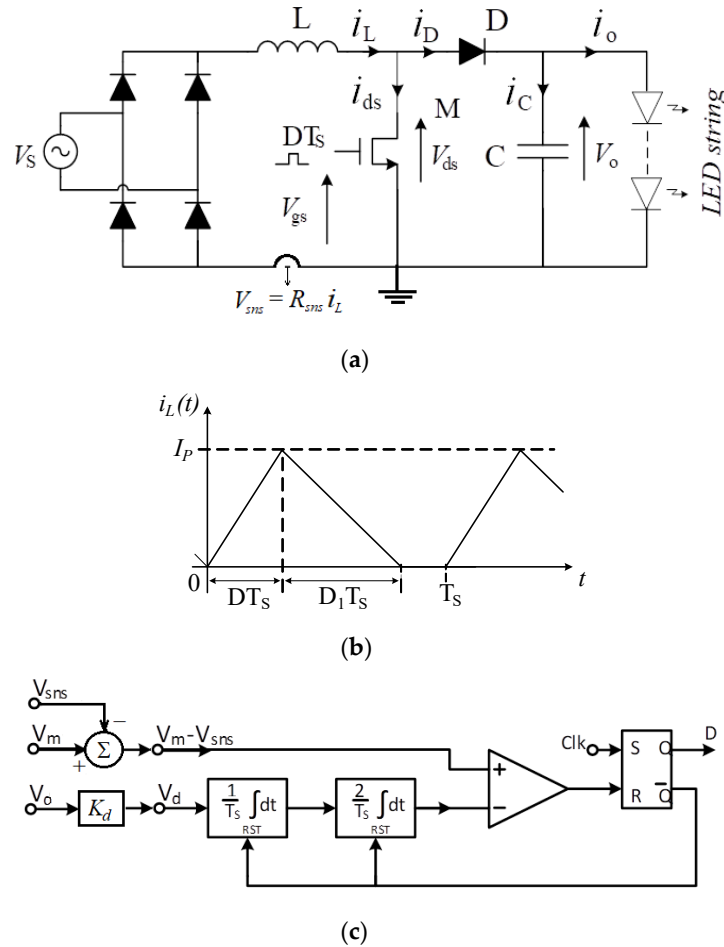 L
i_L
i_D
D
i_o
i_ds
M
i_C
V_S
DT_S
V_ds
C
V_o
V_gs
LED string
V_sns = R_sns i_L
(a)
i_L(t)
I_P
0
DT_S
D_1T_S
T_S
t
(b)
V_sns
−
V_m
+
Σ
V_m-V_sns
Clk
S
Q
D
+
V_o
K_d
V_d
1/T_S ∫dt
RST
2/T_S ∫dt
RST
−
R
Q̅
(c)